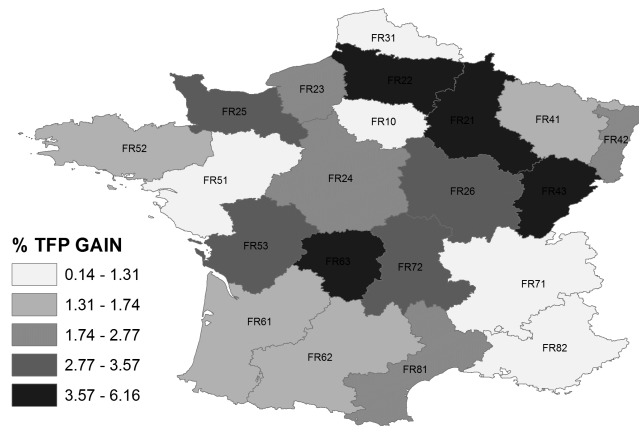 FR31
FR22
FR23
FR25
FR10
FR21
FR41
FR42
FR52
FR51
FR24
FR26
FR43
FR53
FR63
FR72
FR71
FR61
FR62
FR81
FR82
% TFP GAIN
0.14 - 1.31
1.31 - 1.74
1.74 - 2.77
2.77 - 3.57
3.57 - 6.16